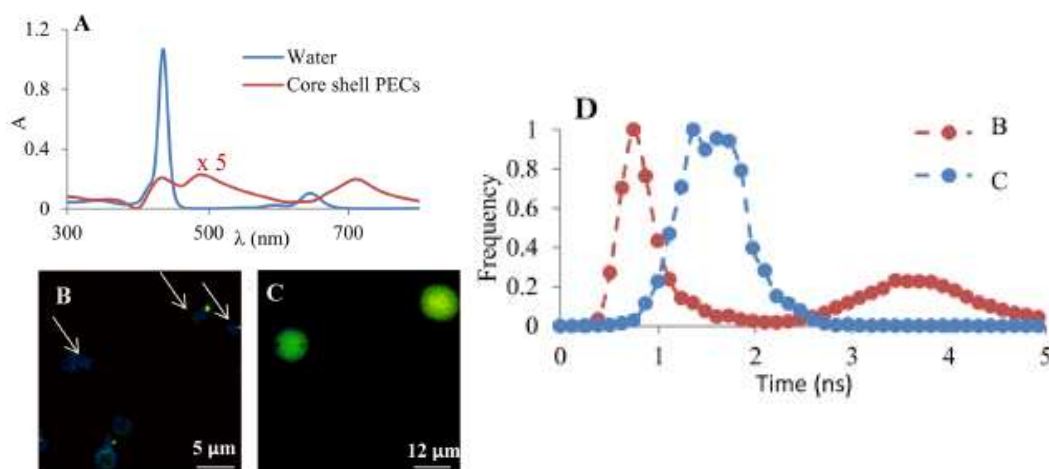 A
1.2
Water
Core shell PECs
0.8
A
0.4
x 5
0
300
500
700
λ (nm)
B
5 μm
C
12 μm
D
B
C
1
0.8
0.6
0.4
0.2
0
Frequency
0
1
2
3
4
5
Time (ns)